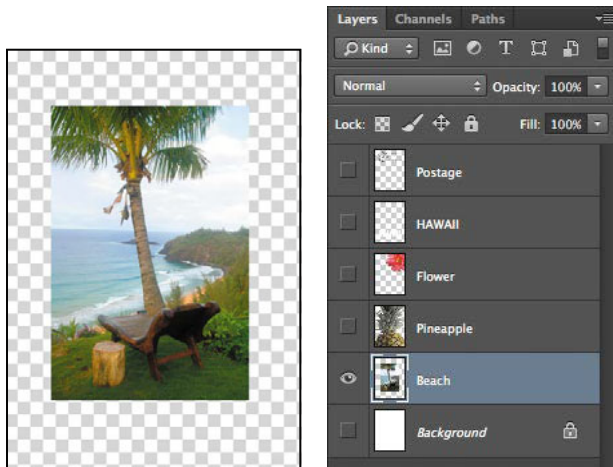 Layers Channels Paths
Kind T
Normal Opacity: 100%
Lock: Fill: 100%
Postage
HAWAII
Flower
Pineapple
Beach
Background